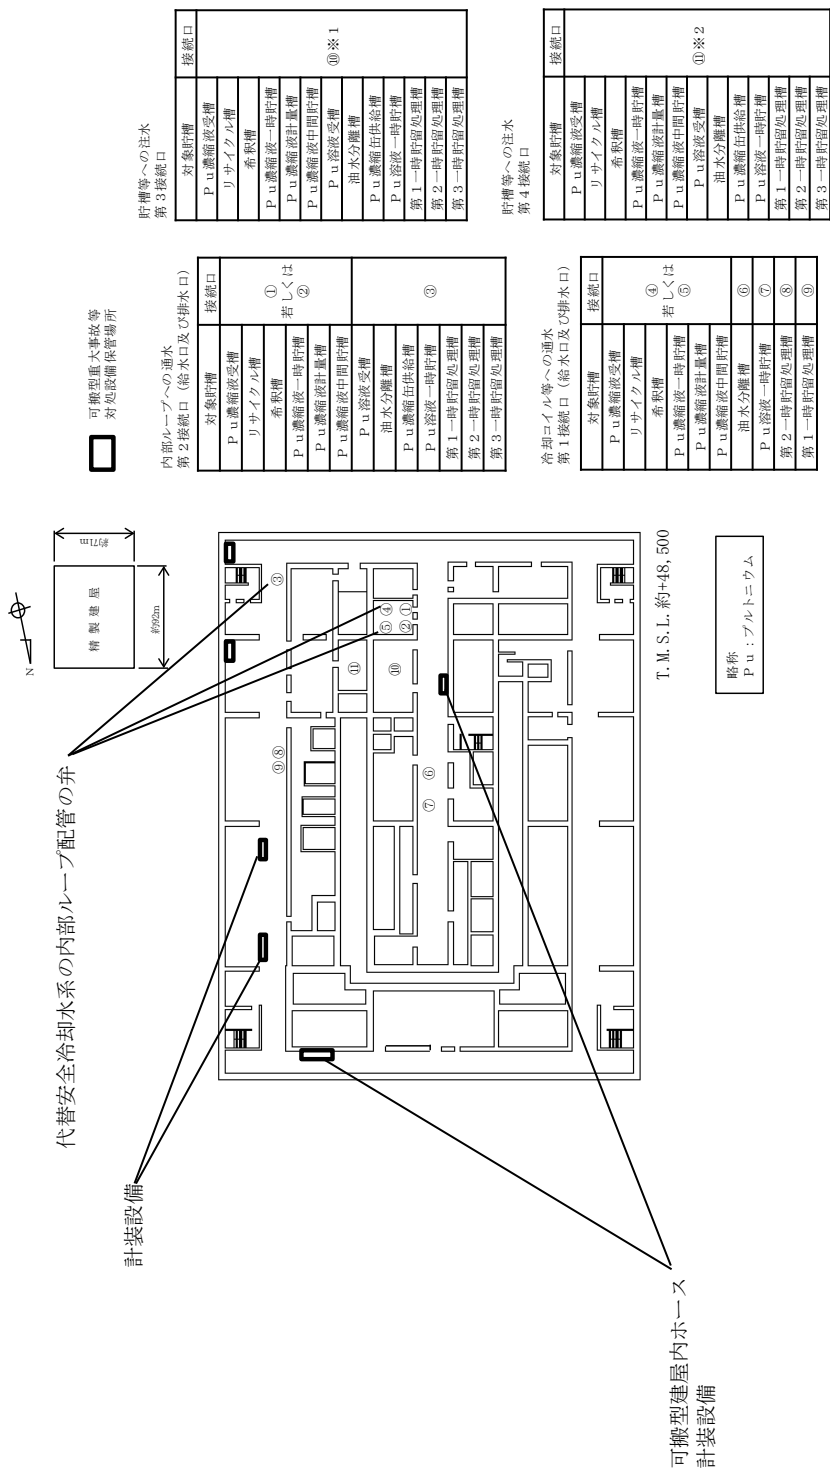 代替安全冷却水系の内部ループ配管の弁
計装設備
可搬型建屋内ホース
計装設備
N
精製建屋
約92m
約71m
可搬型重大事故等
対処設備保管場所
③
④
⑤
①
②
⑪
⑩
⑨⑧
⑥
⑦
T.M.S.L.約+48,500
略称
Pu：プルトニウム
内部ループへの通水
第2接続口（給水口及び排水口）
対象貯槽 接続口
Pu濃縮液受槽
リサイクル槽
希釈槽
Pu濃縮液一時貯槽
Pu濃縮液計量槽
Pu濃縮液中間貯槽
①
若しくは
②
Pu溶液受槽
油水分離槽
Pu濃縮缶供給槽
Pu溶液一時貯槽
第1一時貯留処理槽
第2一時貯留処理槽
第3一時貯留処理槽
③
貯槽等への注水
第3接続口
対象貯槽 接続口
Pu濃縮液受槽
リサイクル槽
希釈槽
Pu濃縮液一時貯槽
Pu濃縮液計量槽
Pu濃縮液中間貯槽
Pu溶液受槽
油水分離槽
Pu濃縮缶供給槽
Pu溶液一時貯槽
第1一時貯留処理槽
第2一時貯留処理槽
第3一時貯留処理槽
⑩※1
冷却コイル等への通水
第1接続口（給水口及び排水口）
対象貯槽 接続口
Pu濃縮液受槽
リサイクル槽
希釈槽
Pu濃縮液一時貯槽
Pu濃縮液計量槽
Pu濃縮液中間貯槽
④
若しくは
⑤
油水分離槽 ⑥
Pu溶液一時貯槽 ⑦
第2一時貯留処理槽 ⑧
第1一時貯留処理槽 ⑨
貯槽等への注水
第4接続口
対象貯槽 接続口
Pu濃縮液受槽
リサイクル槽
希釈槽
Pu濃縮液一時貯槽
Pu濃縮液計量槽
Pu濃縮液中間貯槽
Pu溶液受槽
油水分離槽
Pu濃縮缶供給槽
Pu溶液一時貯槽
第1一時貯留処理槽
第2一時貯留処理槽
第3一時貯留処理槽
⑪※2